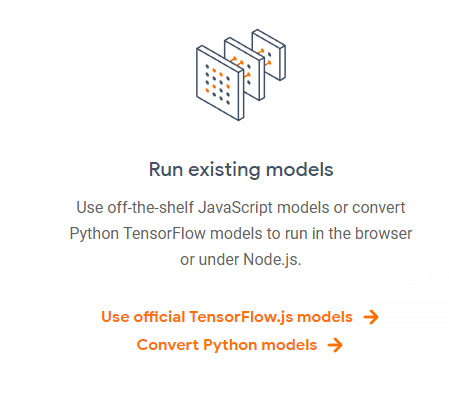 Run existing models
Use off-the-shelf JavaScript models or convert
Python TensorFlow models to run in the browser
or under Node.js.
Use official TensorFlow.js models →
Convert Python models →